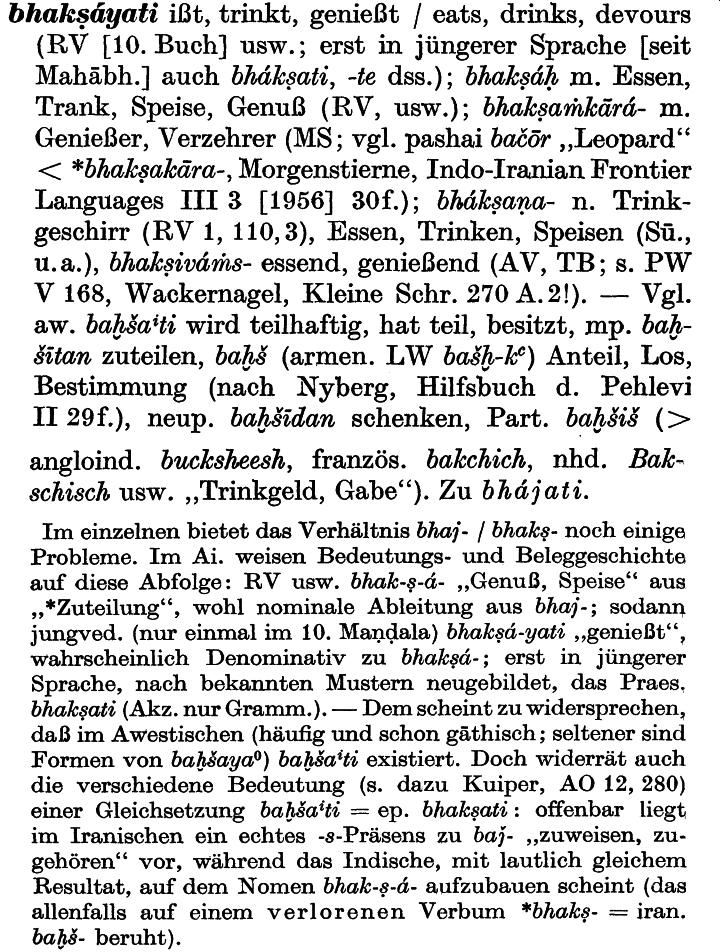 bhakṣáyati ißt, trinkt, genießt / eats, drinks, devours
(RV [10. Buch] usw.; erst in jüngerer Sprache [seit
Mahābh.] auch bhákṣati, -te dss.); bhakṣáḥ m. Essen,
Trank, Speise, Genuß (RV, usw.); bhakṣaṁkārá- m.
Genießer, Verzehrer (MS; vgl. pashai bačōr „Leopard“
< *bhakṣakāra-, Morgenstierne, Indo-Iranian Frontier
Languages III 3 [1956] 30f.); bhákṣaṇa- n. Trink-
geschirr (RV 1, 110,3), Essen, Trinken, Speisen (Sū.,
u.a.), bhakṣiváṁs- essend, genießend (AV, TB; s. PW
V 168, Wackernagel, Kleine Schr. 270 A. 2!). — Vgl.
aw. baḫšaⁱti wird teilhaftig, hat teil, besitzt, mp. baḫ-
šītan zuteilen, baḫš (armen. LW bašḫ-kᶜ) Anteil, Los,
Bestimmung (nach Nyberg, Hilfsbuch d. Pehlevi
II 29f.), neup. baḫšīdan schenken, Part. baḫšiš (>
angloind. bucksheesh, französ. bakchich, nhd. Bak-
schisch usw. „Trinkgeld, Gabe“). Zu bhájati.
Im einzelnen bietet das Verhältnis bhaj- / bhakṣ- noch einige
Probleme. Im Ai. weisen Bedeutungs- und Beleggeschichte
auf diese Abfolge: RV usw. bhak-ṣ-á- „Genuß, Speise“ aus
„*Zuteilung“, wohl nominale Ableitung aus bhaj-; sodann
jungved. (nur einmal im 10. Maṇḍala) bhakṣá-yati „genießt“,
wahrscheinlich Denominativ zu bhakṣá-; erst in jüngerer
Sprache, nach bekannten Mustern neugebildet, das Praes.
bhakṣati (Akz. nur Gramm.). — Dem scheint zu widersprechen,
daß im Awestischen (häufig und schon gāthisch; seltener sind
Formen von baḫšaya⁰) baḫšaⁱti existiert. Doch widerrät auch
die verschiedene Bedeutung (s. dazu Kuiper, AO 12, 280)
einer Gleichsetzung baḫšaⁱti = ep. bhakṣati: offenbar liegt
im Iranischen ein echtes -s-Präsens zu baj- „zuweisen, zu-
gehören“ vor, während das Indische, mit lautlich gleichem
Resultat, auf dem Nomen bhak-ṣ-á- aufzubauen scheint (das
allenfalls auf einem verlorenen Verbum *bhakṣ- = iran.
baḫš- beruht).